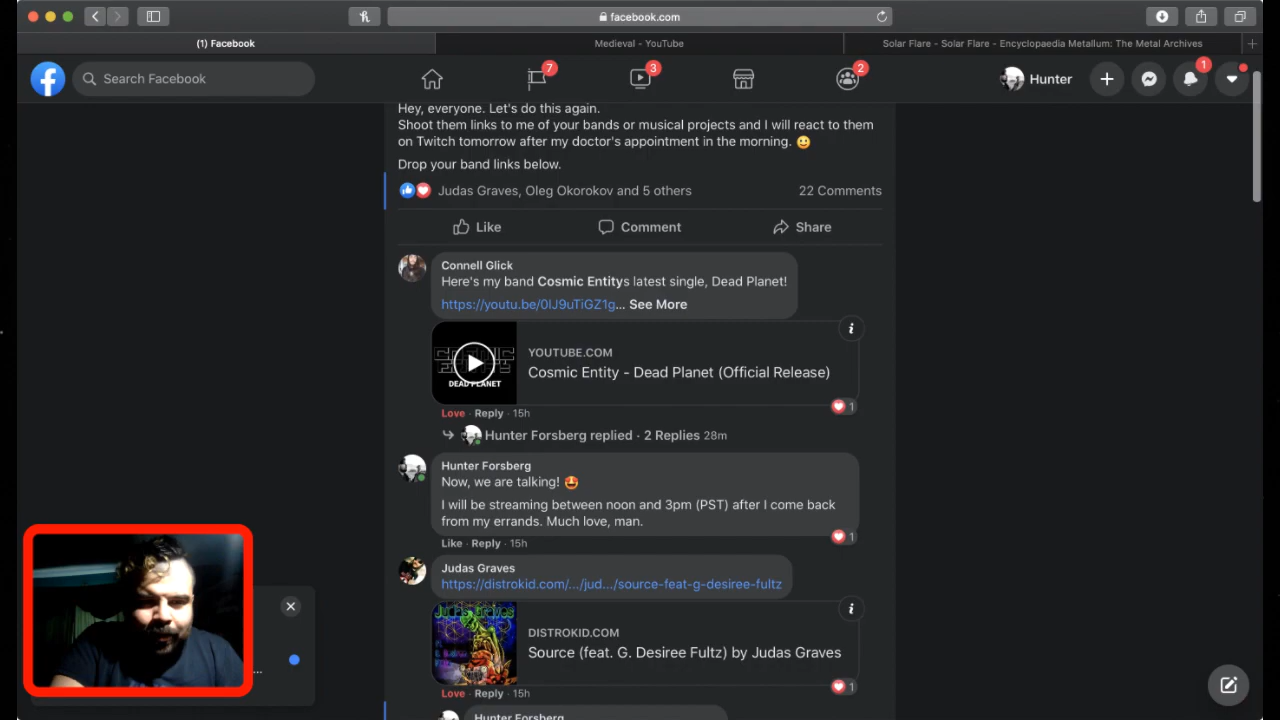 facebook.com
(1) Facebook
Medieval - YouTube
Solar Flare - Solar Flare - Encyclopaedia Metallum: The Metal Archives
Search Facebook
7
3
2
Hunter
1
Hey, everyone. Let's do this again.
Shoot them links to me of your bands or musical projects and I will react to them
on Twitch tomorrow after my doctor's appointment in the morning.
Drop your band links below.
Judas Graves, Oleg Okorokov and 5 others
22 Comments
Like
Comment
Share
Connell Glick
Here's my band Cosmic Entitys latest single, Dead Planet!
https://youtu.be/0IJ9uTiGZ1g... See More
COSMIC
ENTITY
DEAD PLANET
YOUTUBE.COM
Cosmic Entity - Dead Planet (Official Release)
1
Love · Reply · 15h
Hunter Forsberg replied · 2 Replies 28m
Hunter Forsberg
Now, we are talking!
I will be streaming between noon and 3pm (PST) after I come back
from my errands. Much love, man.
1
Like · Reply · 15h
Judas Graves
https://distrokid.com/.../jud.../source-feat-g-desiree-fultz
JUDAS GRAVES
DISTROKID.COM
Source (feat. G. Desiree Fultz) by Judas Graves
1
Love · Reply · 15h
Hunter Forsberg
...